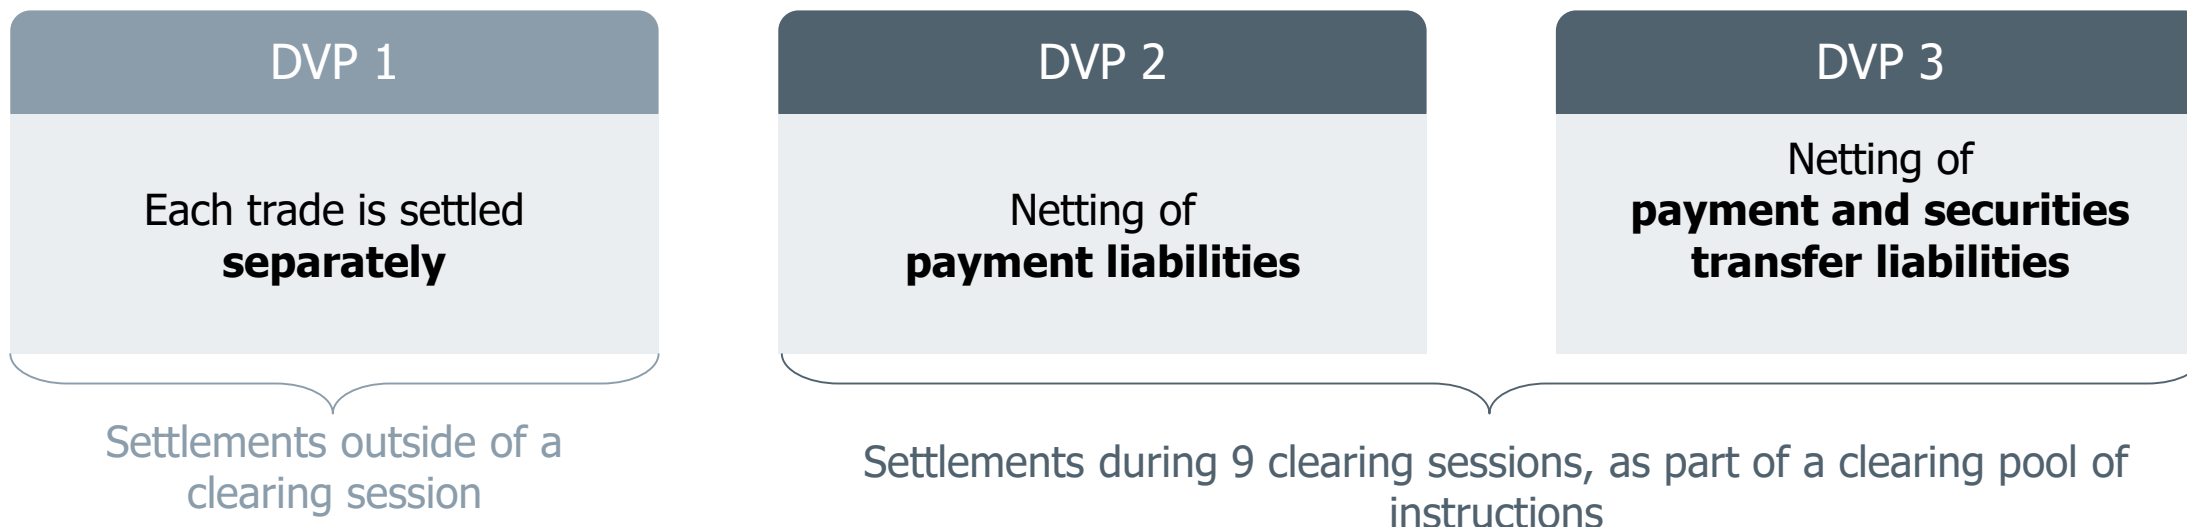 DVP 1
Each trade is settled
separately
Settlements outside of a
clearing session
DVP 2
Netting of
payment liabilities
DVP 3
Netting of
payment and securities
transfer liabilities
Settlements during 9 clearing sessions, as part of a clearing pool of
instructions